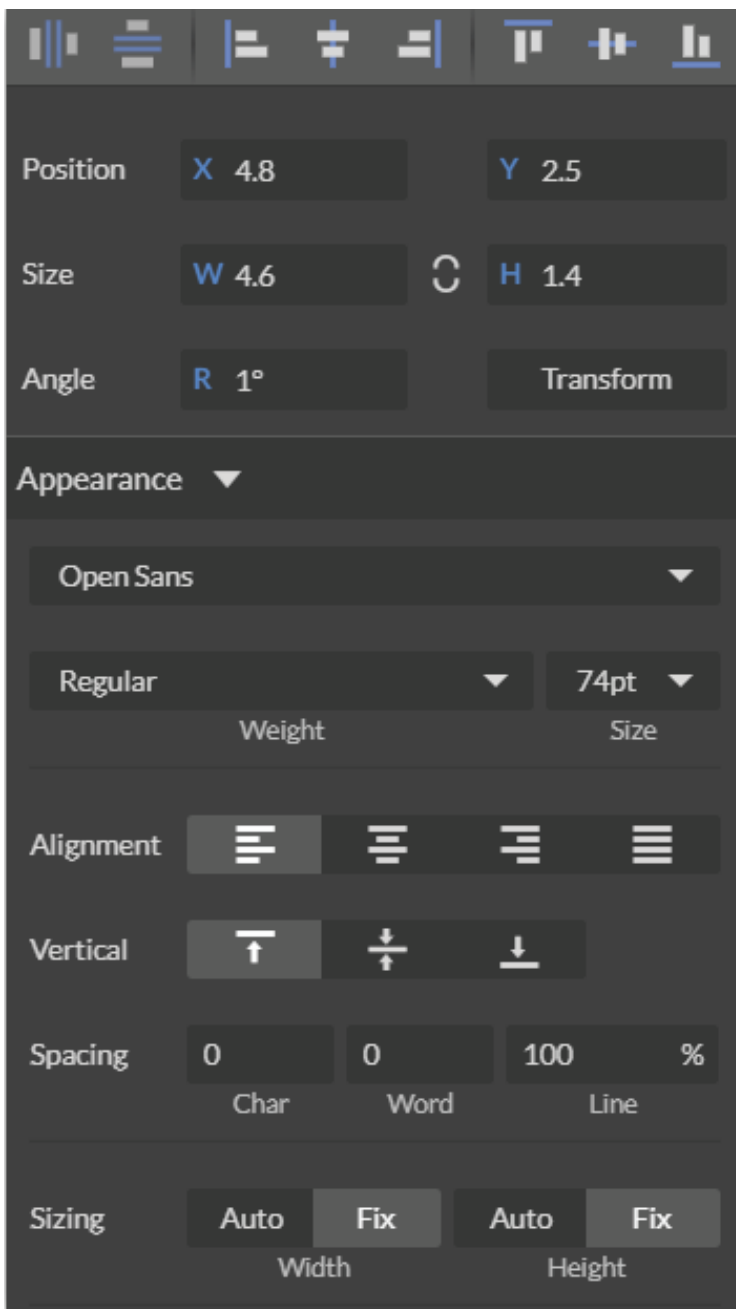 Position X 4.8 Y 2.5
Size W 4.6 H 1.4
Angle R 1° Transform
Appearance
Open Sans
Regular 74pt
Weight Size
Alignment
Vertical
Spacing 0 0 100 %
Char Word Line
Sizing Auto Fix Auto Fix
Width Height